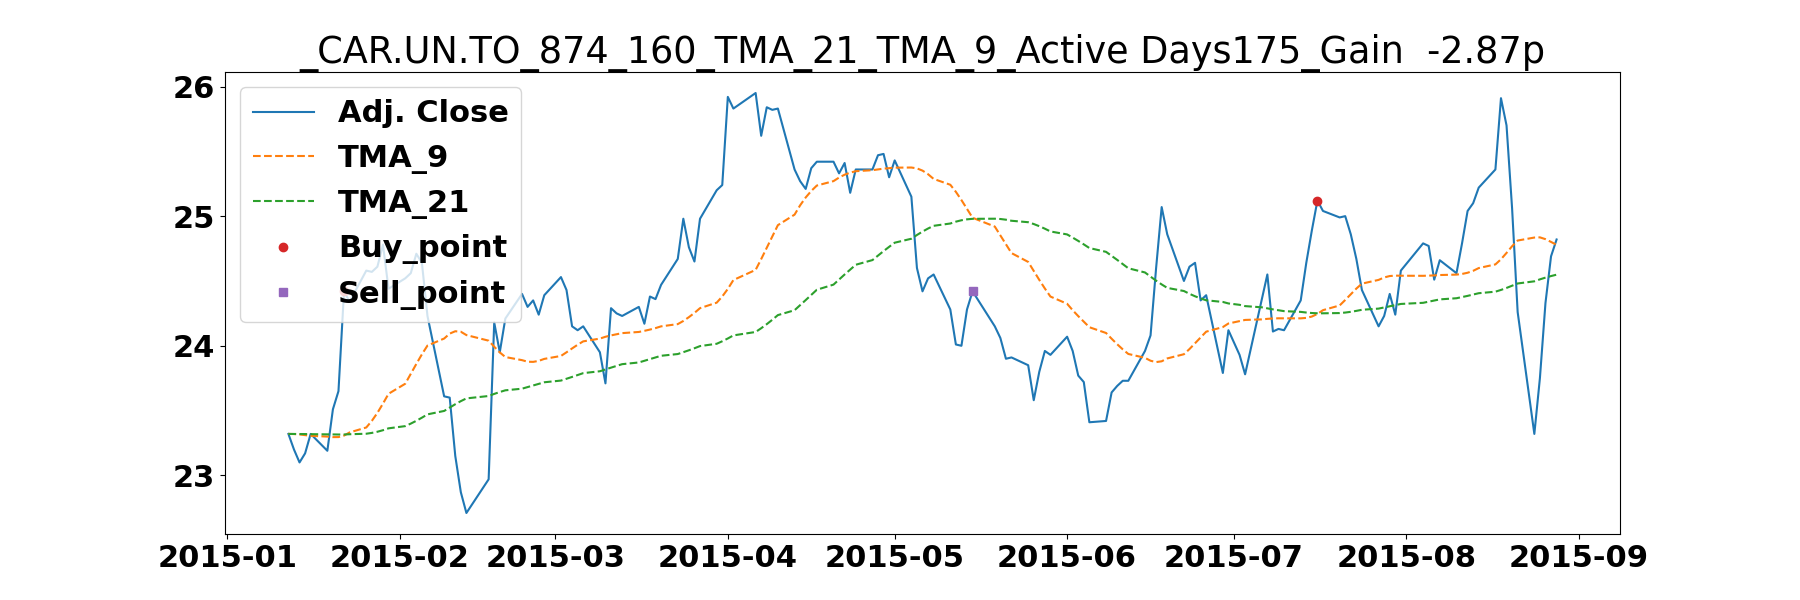 _CAR.UN.TO_874_160_TMA_21_TMA_9_Active Days175_Gain  -2.87p
26
25
24
23
Adj. Close
TMA_9
TMA_21
Buy_point
Sell_point
2015-01 2015-02 2015-03 2015-04 2015-05 2015-06 2015-07 2015-08 2015-09